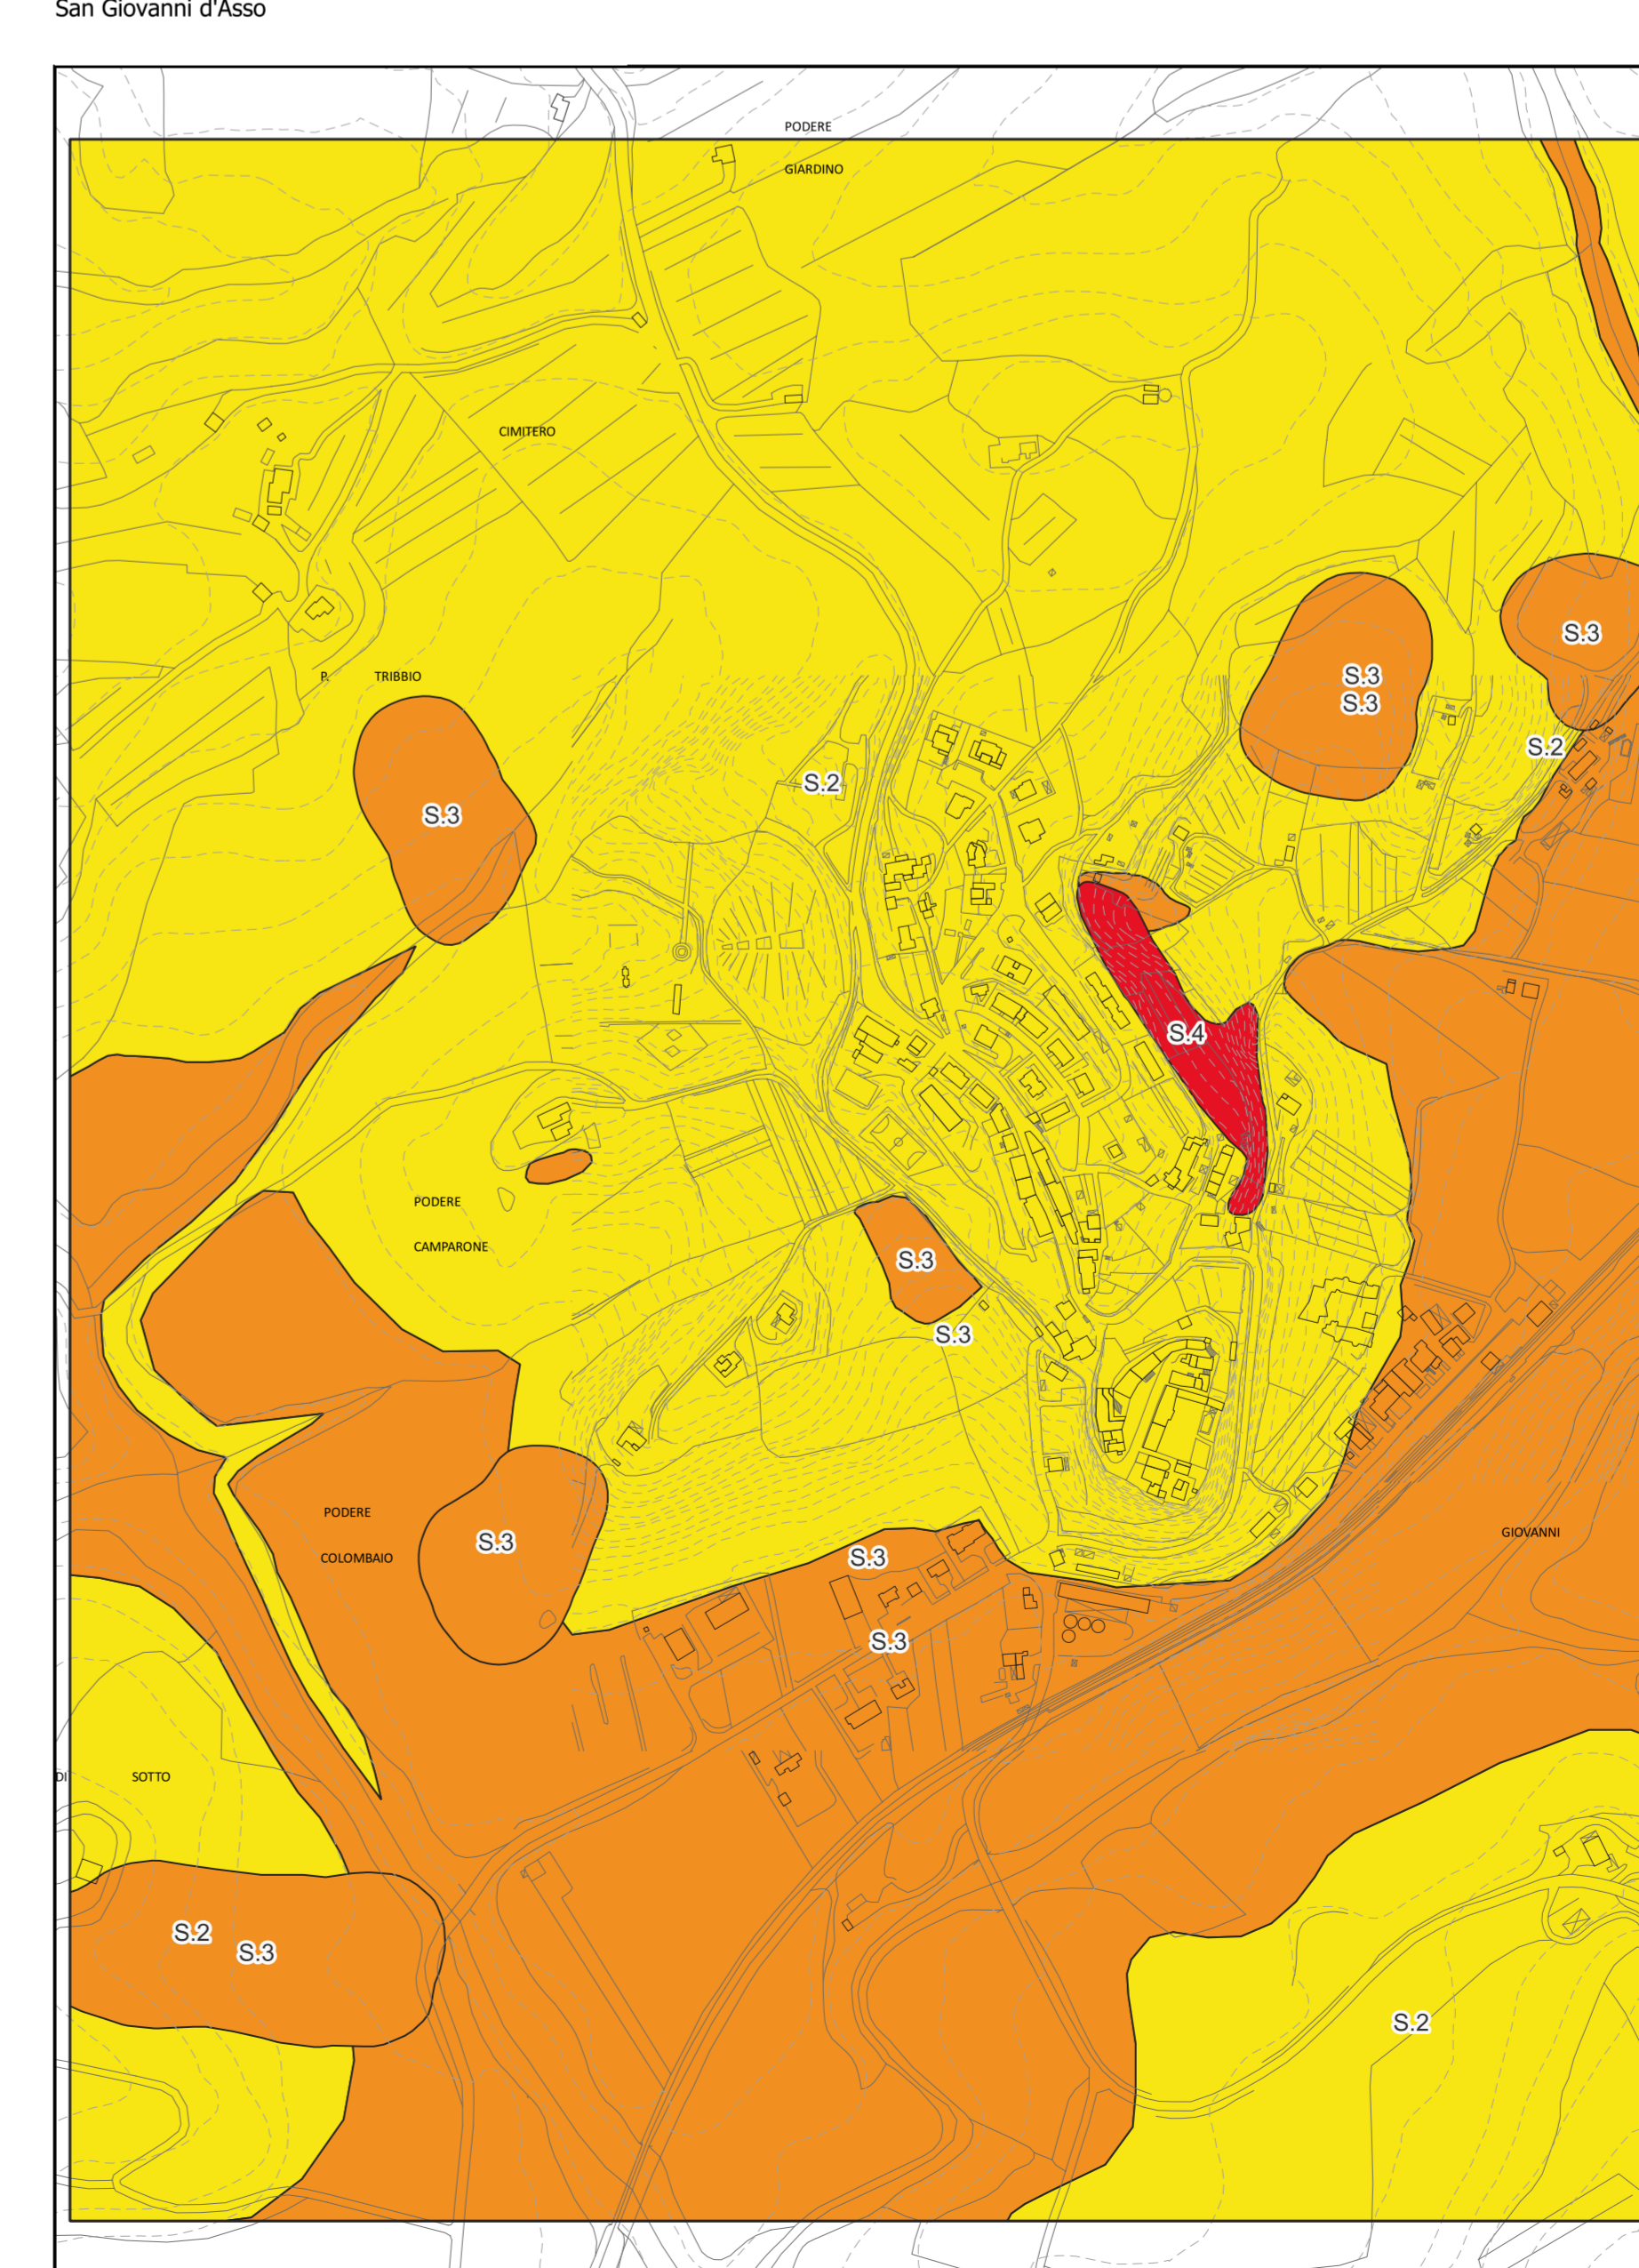 San Giovanni d'Asso
PODERE
GIARDINO
CIMITERO
S.3
S.3
S.3
P. TRIBBIO
S.2
S.2
S.3
S.4
PODERE
CAMPARONE
S.3
S.3
PODERE
COLOMBAIO
S.3
S.3
GIOVANNI
S.3
DI SOTTO
S.2
S.3
S.2